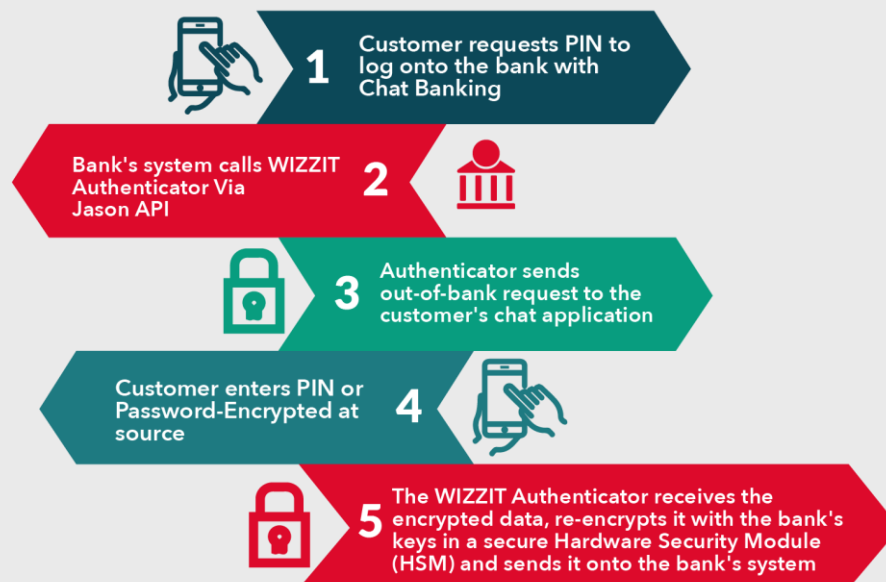 1
Customer requests PIN to
log onto the bank with
Chat Banking
Bank's system calls WIZZIT
Authenticator Via
Jason API
2
3
Authenticator sends
out-of-bank request to the
customer's chat application
Customer enters PIN or
Password-Encrypted at
source
4
5
The WIZZIT Authenticator receives the
encrypted data, re-encrypts it with the bank's
keys in a secure Hardware Security Module
(HSM) and sends it onto the bank's system